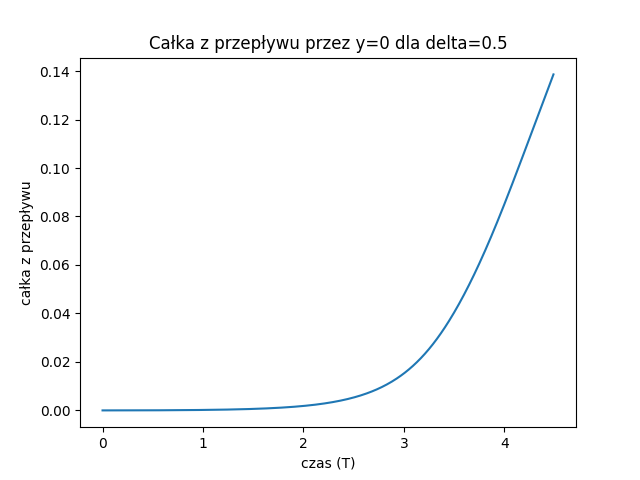 Całka z przepływu przez y=0 dla delta=0.5
całka z przepływu
0.14
0.12
0.10
0.08
0.06
0.04
0.02
0.00
0 1 2 3 4
czas (T)